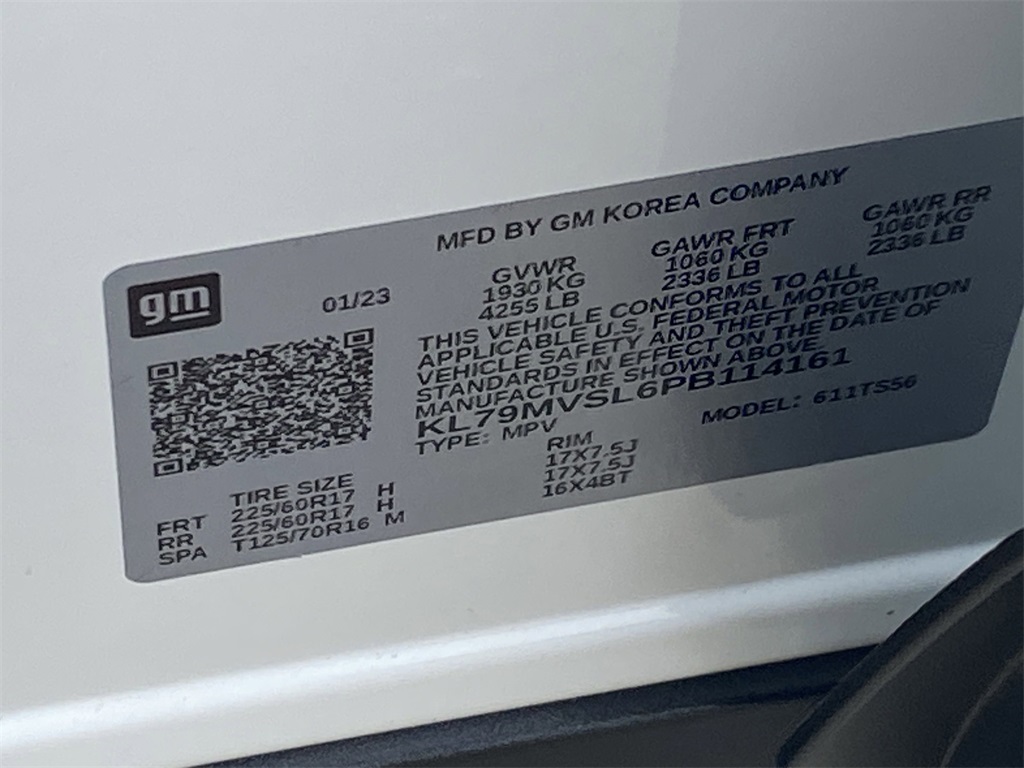 gm
01/23
MFD BY GM KOREA COMPANY
GVWR GAWR FRT GAWR RR
1930 KG 1060 KG 1060 KG
4255 LB 2336 LB 2336 LB
THIS VEHICLE CONFORMS TO ALL
APPLICABLE U.S. FEDERAL MOTOR
VEHICLE SAFETY AND THEFT PREVENTION
STANDARDS IN EFFECT ON THE DATE OF
MANUFACTURE SHOWN ABOVE
KL79MVSL6PB114161
TYPE: MPV MODEL: 611TS56
TIRE SIZE RIM
FRT 225/60R17 H 17X7.5J
RR 225/60R17 H 17X7.5J
SPA T125/70R16 M 16X4BT